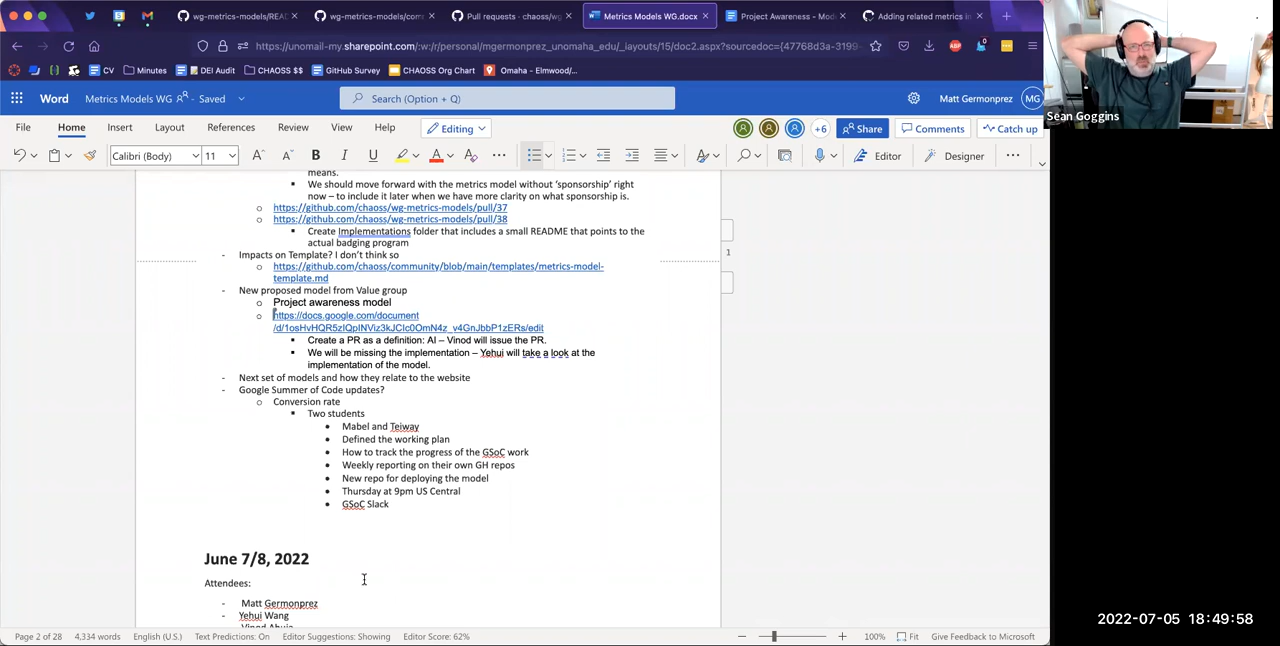 wg-metrics-models/REA
wg-metrics-models/com
Pull requests · chaoss/wg
Metrics Models WG.docx
Project Awareness - Mod
Adding related metrics in
https://unomail-my.sharepoint.com/:w:/r/personal/mgermonprez_unomaha_edu/_layouts/15/doc2.aspx?sourcedoc={47768d3a-3199-
CV
Minutes
DEI Audit
CHAOSS $$
GitHub Survey
CHAOSS Org Chart
Omaha - Elmwood/...
Word
Metrics Models WG - Saved
Search (Option + Q)
Matt Germonprez
MG
Sean Goggins
File
Home
Insert
Layout
References
Review
View
Help
Editing
+6
Share
Comments
Catch up
Calibri (Body)
11
Editor
Designer
means.
▪ We should move forward with the metrics model without 'sponsorship' right
now – to include it later when we have more clarity on what sponsorship is.
o https://github.com/chaoss/wg-metrics-models/pull/37
o https://github.com/chaoss/wg-metrics-models/pull/38
▪ Create Implementations folder that includes a small README that points to the
actual badging program
- Impacts on Template? I don't think so
o https://github.com/chaoss/community/blob/main/templates/metrics-model-
template.md
- New proposed model from Value group
o Project awareness model
o https://docs.google.com/document
/d/1osHvHQR5zIQpINViz3kJCIc0OmN4z_v4GnJbbP1zERs/edit
▪ Create a PR as a definition: AI – Vinod will issue the PR.
▪ We will be missing the implementation – Yehui will take a look at the
implementation of the model.
- Next set of models and how they relate to the website
- Google Summer of Code updates?
o Conversion rate
▪ Two students
• Mabel and Teiway
• Defined the working plan
• How to track the progress of the GSoC work
• Weekly reporting on their own GH repos
• New repo for deploying the model
• Thursday at 9pm US Central
• GSoC Slack
1
June 7/8, 2022
Attendees:
- Matt Germonprez
- Yehui Wang
Vinod Ahuja
Page 2 of 28
4,334 words
English (U.S.)
Text Predictions: On
Editor Suggestions: Showing
Editor Score: 62%
100%
Fit
Give Feedback to Microsoft
2022-07-05 18:49:58